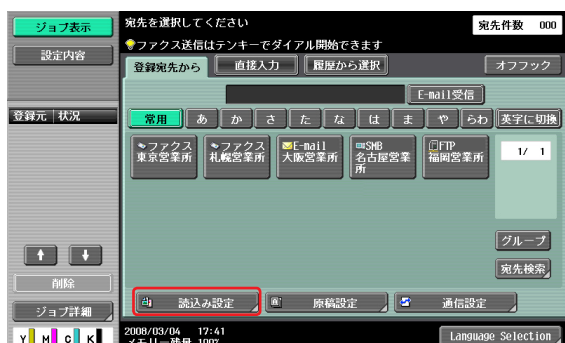 ジョブ表示
設定内容
登録元 状況
削除
ジョブ詳細
Y M C K
宛先を選択してください
宛先件数 000
ファクス送信はテンキーでダイアル開始できます
登録宛先から 直接入力 履歴から選択 オフフック
E-mail受信
常用 あ か さ た な は ま や らわ 英字に切換
ファクス
東京営業所
ファクス
札幌営業所
E-mail
大阪営業所
SMB
名古屋営業
所
FTP
福岡営業所
1/ 1
グループ
宛先検索
読込み設定 原稿設定 通信設定
2008/03/04 17:41
メモリー残量 100%
Language Selection